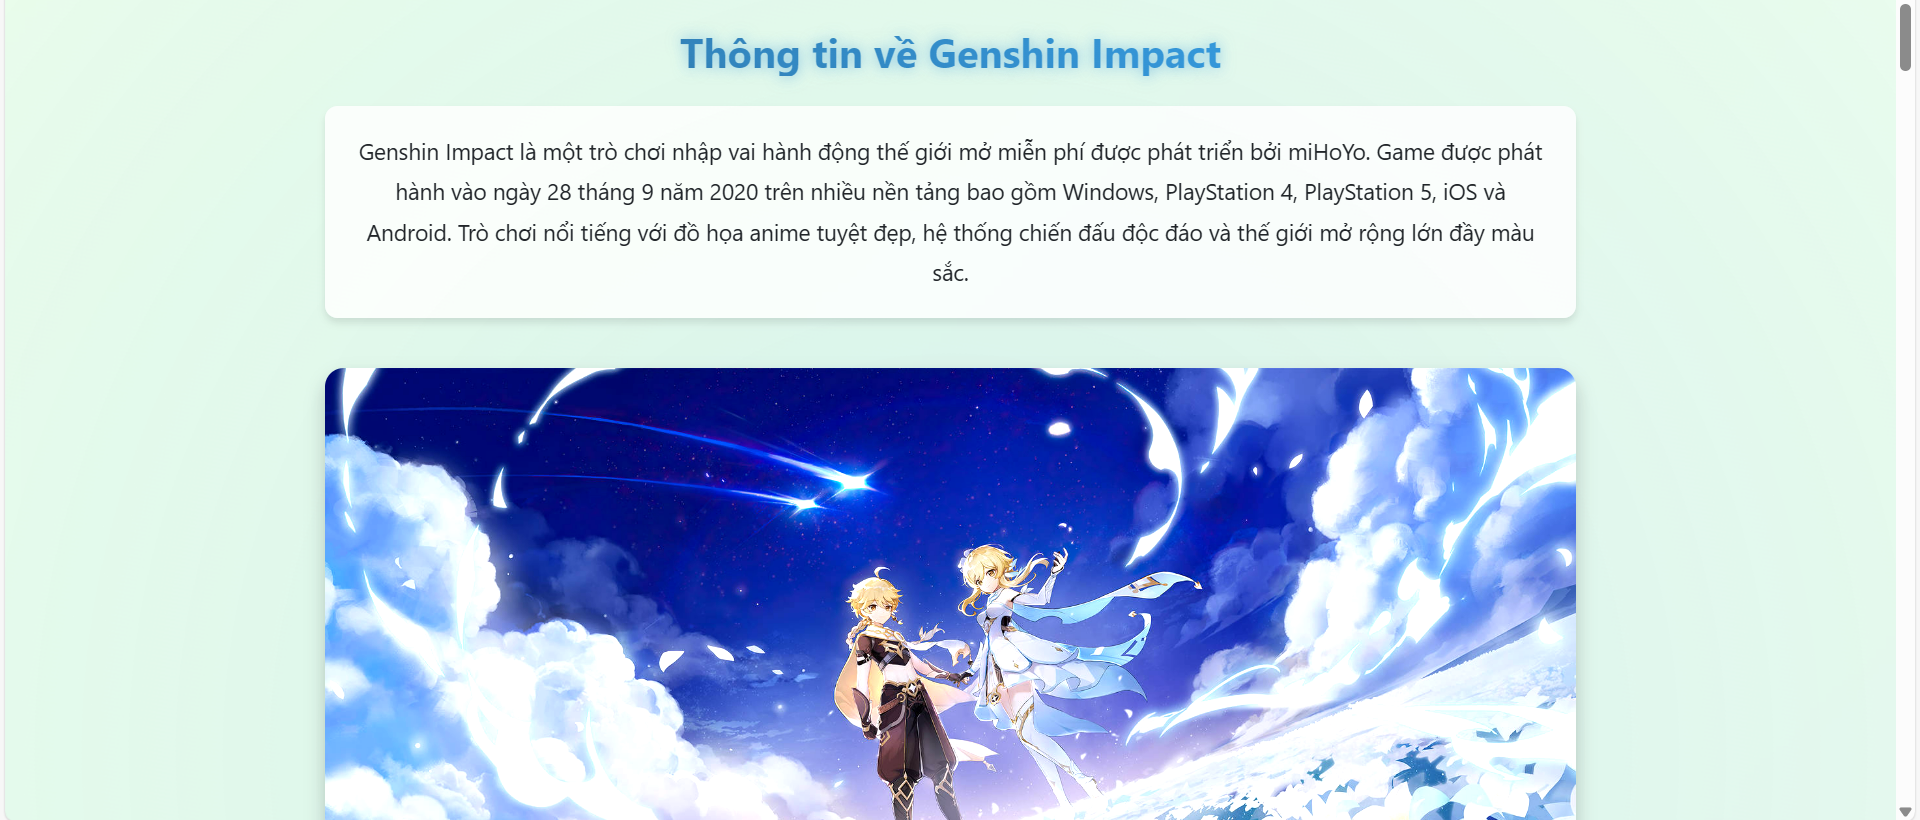 Thông tin về Genshin Impact
Genshin Impact là một trò chơi nhập vai hành động thế giới mở miễn phí được phát triển bởi miHoYo. Game được phát
hành vào ngày 28 tháng 9 năm 2020 trên nhiều nền tảng bao gồm Windows, PlayStation 4, PlayStation 5, iOS và
Android. Trò chơi nổi tiếng với đồ họa anime tuyệt đẹp, hệ thống chiến đấu độc đáo và thế giới mở rộng lớn đầy màu
sắc.